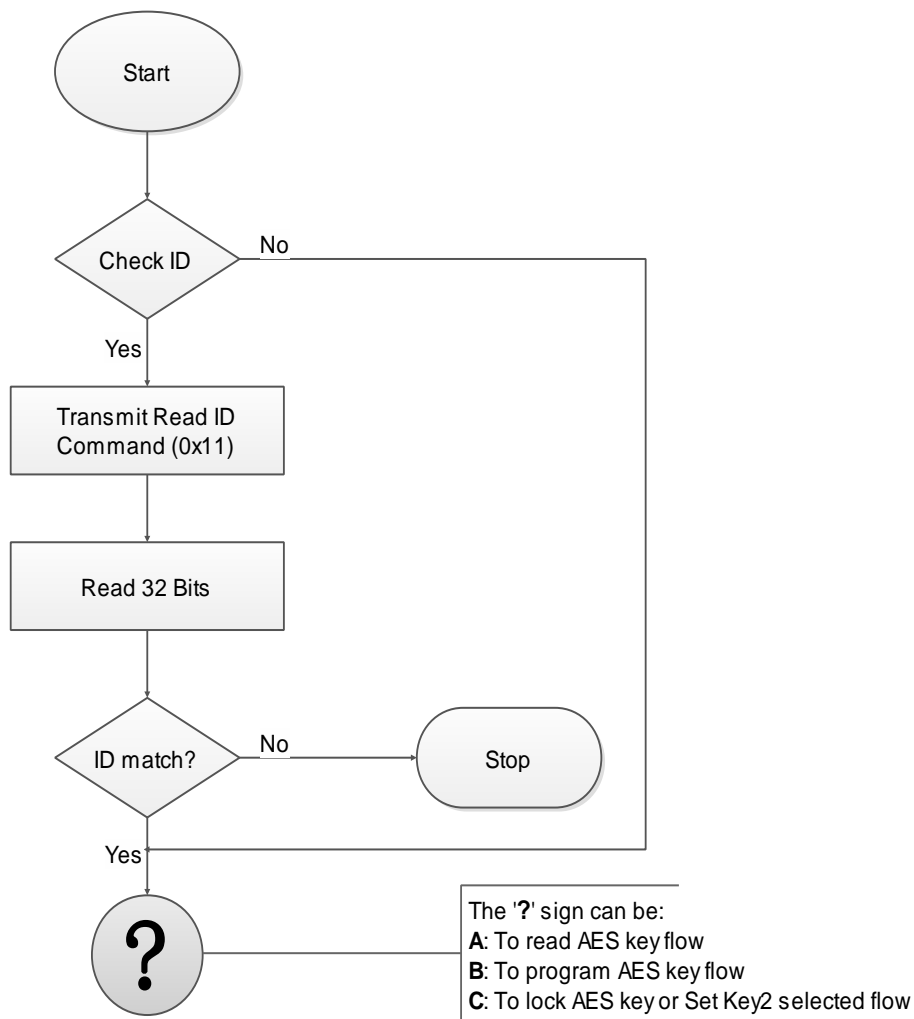 Start
Check ID
No
Yes
Transmit Read ID
Command (0x11)
Read 32 Bits
ID match?
No
Stop
Yes
?
The '?' sign can be:
A: To read AES key flow
B: To program AES key flow
C: To lock AES key or Set Key2 selected flow